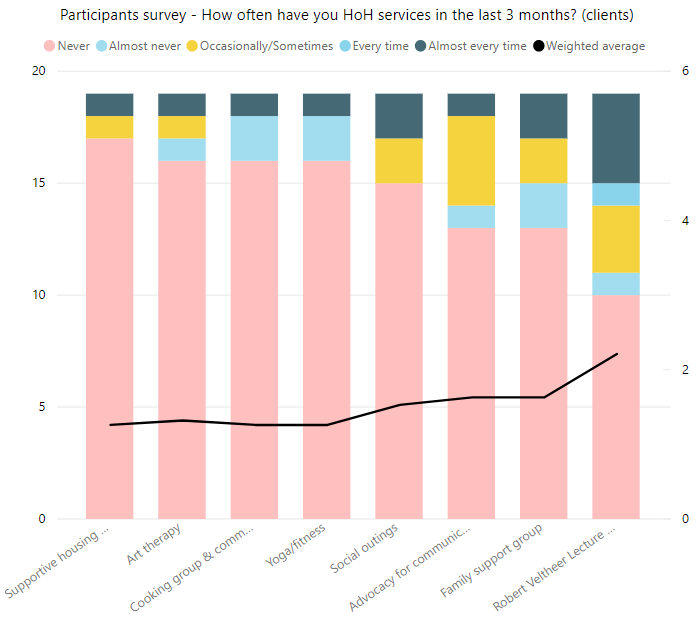 Participants survey - How often have you HoH services in the last 3 months? (clients)
Never Almost never Occasionally/Sometimes Every time Almost every time Weighted average
20
6
15
4
10
2
5
0
0
Supportive housing ...
Art therapy
Cooking group & comm...
Yoga/fitness
Social outings
Advocacy for communic...
Family support group
Robert Veltheer Lecture ...